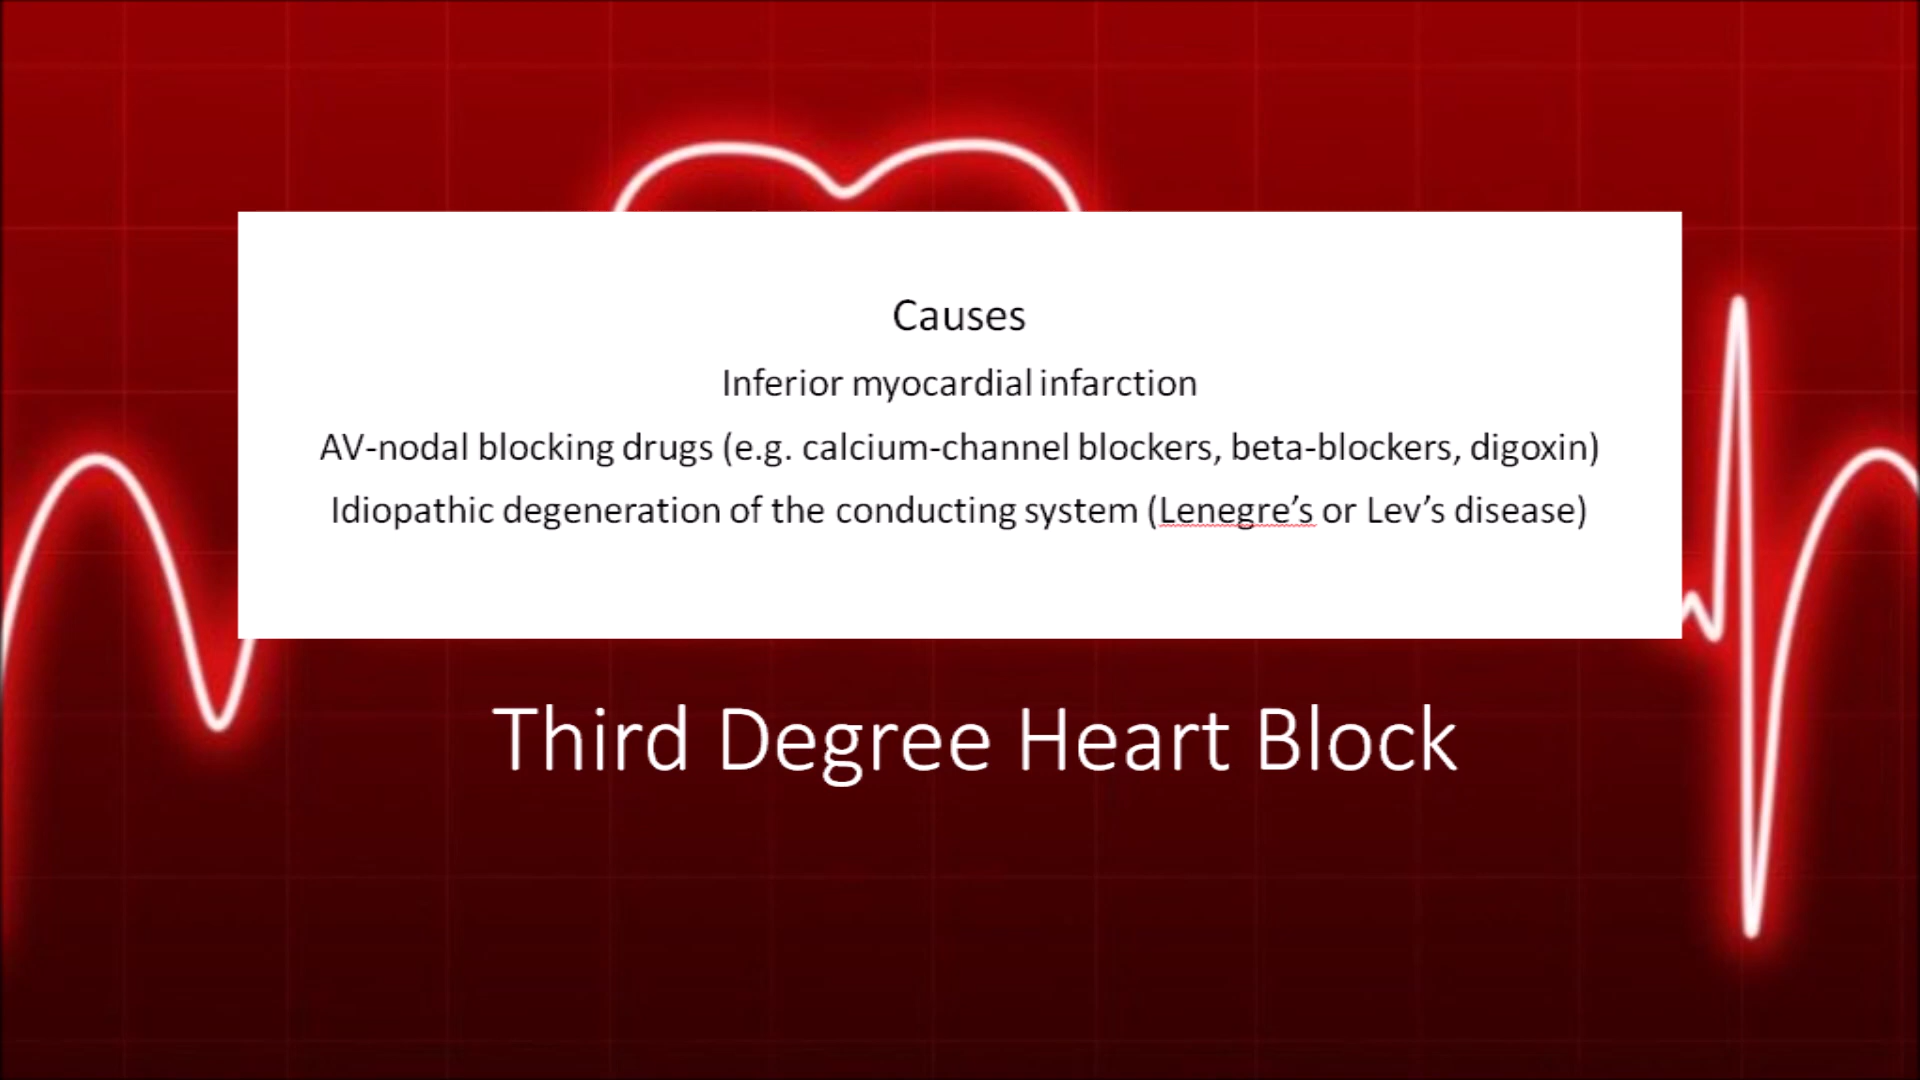 Causes
Inferior myocardial infarction
AV-nodal blocking drugs (e.g. calcium-channel blockers, beta-blockers, digoxin)
Idiopathic degeneration of the conducting system (Lenegre’s or Lev’s disease)
Third Degree Heart Block